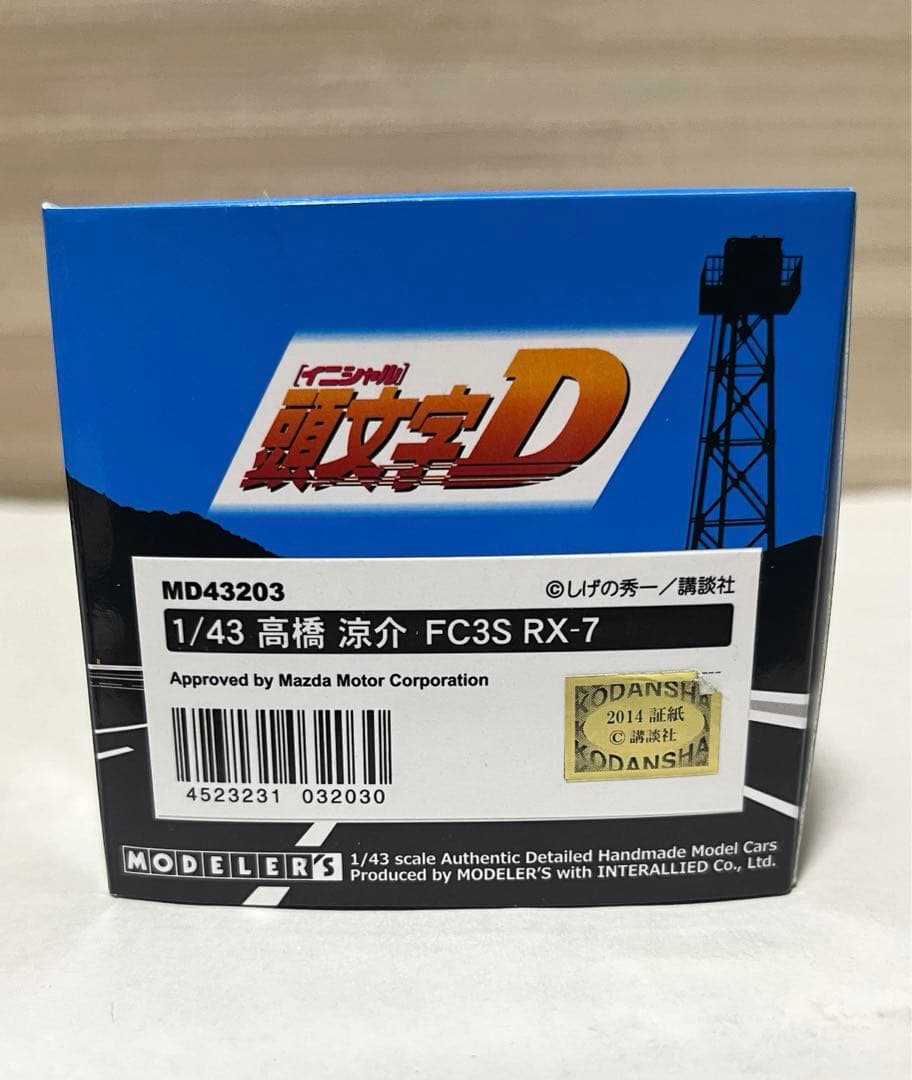 [イニシャル]
頭文字D
MD43203
©しげの秀一／講談社
1/43 高橋 涼介 FC3S RX-7
Approved by Mazda Motor Corporation
KODANSHA
2014 証紙
© 講談社
KODANSHA
4523231 032030
MODELER'S
1/43 scale Authentic Detailed Handmade Model Cars
Produced by MODELER'S with INTERALLIED Co., Ltd.